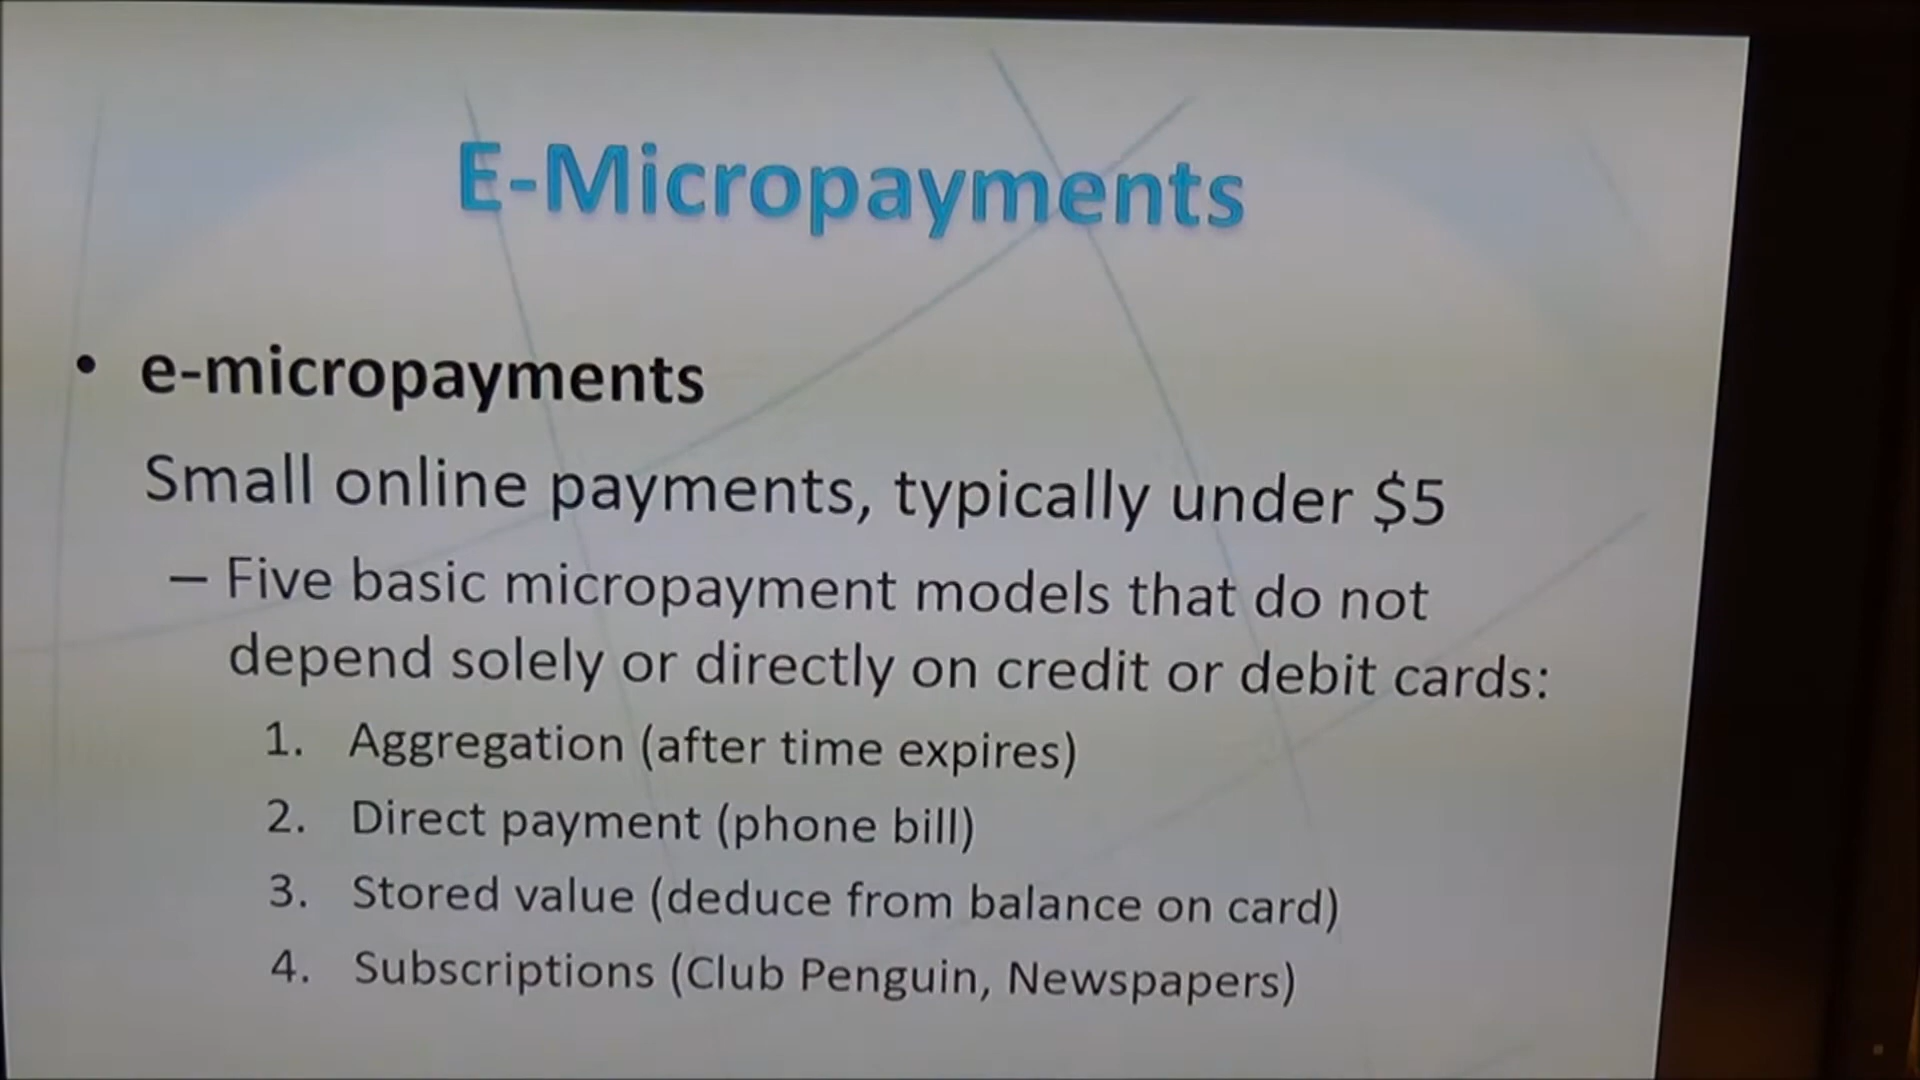 E-Micropayments
• e-micropayments
Small online payments, typically under $5
– Five basic micropayment models that do not
depend solely or directly on credit or debit cards:
1. Aggregation (after time expires)
2. Direct payment (phone bill)
3. Stored value (deduce from balance on card)
4. Subscriptions (Club Penguin, Newspapers)